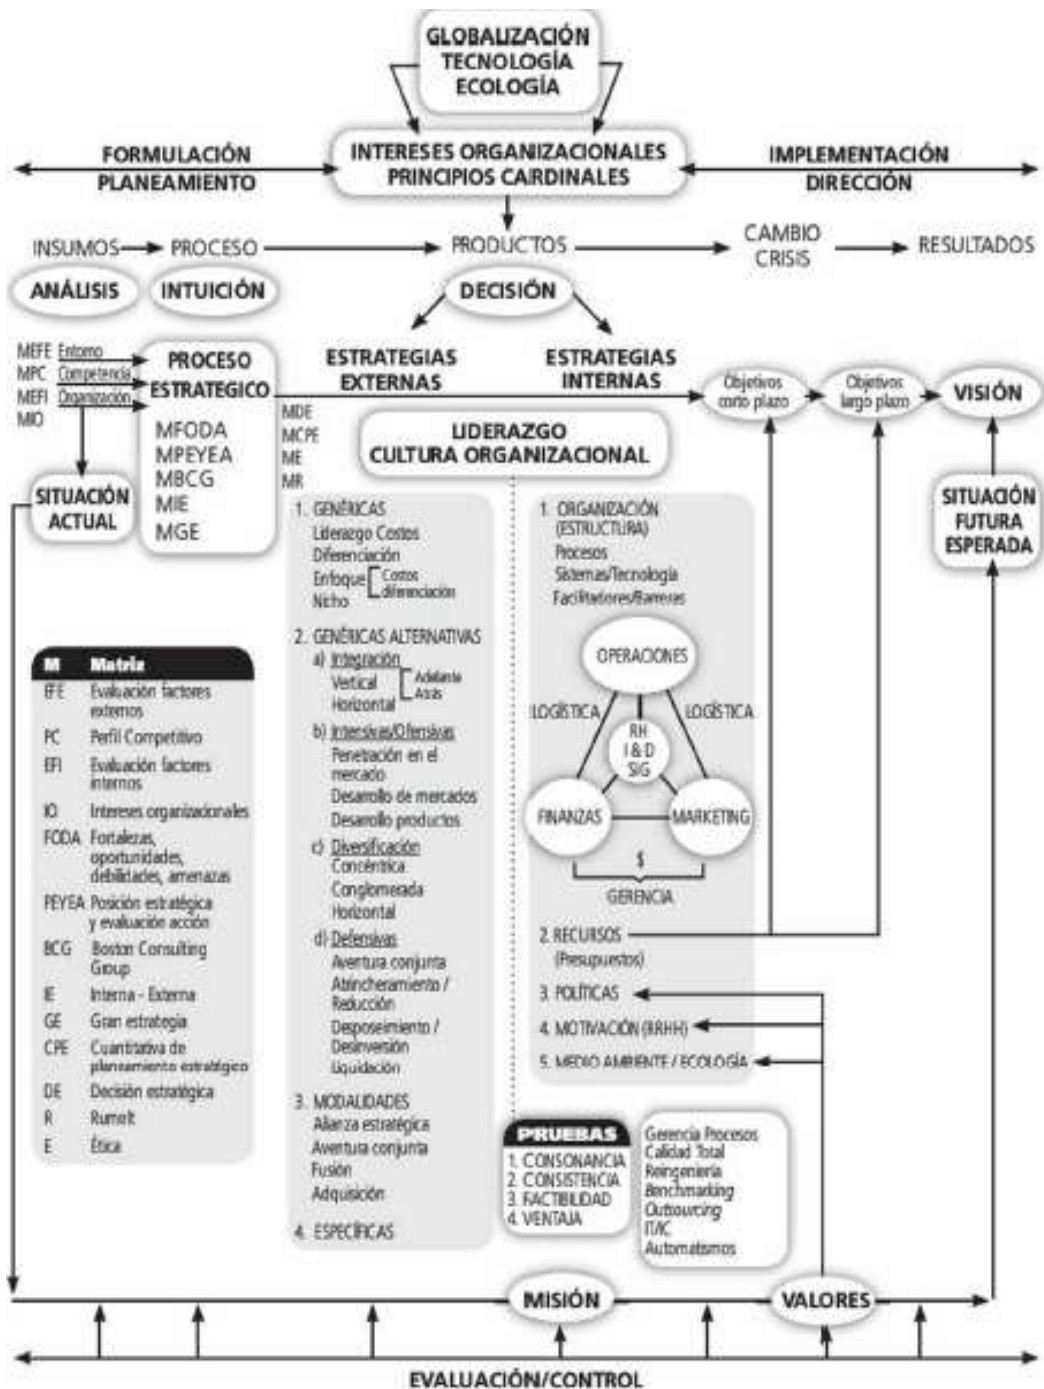 GLOBALIZACIÓN
TECNOLOGÍA
ECOLOGÍA
FORMULACIÓN
PLANEAMIENTO
INTERESES ORGANIZACIONALES
PRINCIPIOS CARDINALES
IMPLEMENTACIÓN
DIRECCIÓN
INSUMOS
PROCESO
PRODUCTOS
CAMBIO
CRISIS
RESULTADOS
ANÁLISIS
INTUICIÓN
DECISIÓN
MEFE Entorno
MPC Competencia
MEFI Organización
MIO
PROCESO
ESTRATEGICO
MFODA
MPEYEA
MBCG
MIE
MGE
ESTRATEGIAS
EXTERNAS
ESTRATEGIAS
INTERNAS
Objetivos
corto plazo
Objetivos
largo plazo
VISIÓN
MDE
MCPE
ME
MR
LIDERAZGO
CULTURA ORGANIZACIONAL
SITUACIÓN
ACTUAL
SITUACIÓN
FUTURA
ESPERADA
1. GENÉRICAS
Liderazgo Costos
Diferenciación
Enfoque
Nicho
Costos
diferenciación
2. GENÉRICAS ALTERNATIVAS
a) Integración
Vertical
Horizontal
Adelante
Atrás
b) Intensivas/Ofensivas
Penetración en el
mercado
Desarrollo de mercados
Desarrollo productos
c) Diversificación
Concéntrica
Conglomerada
Horizontal
d) Defensivas
Aventura conjunta
Atrincheramiento /
Reducción
Desposeimiento /
Desinversión
Liquidación
3. MODALIDADES
Alianza estratégica
Aventura conjunta
Fusión
Adquisición
4. ESPECÍFICAS
1. ORGANIZACIÓN
(ESTRUCTURA)
Procesos
Sistemas/Tecnología
Facilitadores/Barreras
OPERACIONES
LOGÍSTICA
LOGÍSTICA
RH
I & D
SIG
FINANZAS
MARKETING
$
GERENCIA
2. RECURSOS
(Presupuestos)
3. POLÍTICAS
4. MOTIVACIÓN (RRHH)
5. MEDIO AMBIENTE / ECOLOGÍA
M Matriz
EFE Evaluación factores
externos
PC Perfil Competitivo
EFI Evaluación factores
internos
IO Intereses organizacionales
FODA Fortalezas,
oportunidades,
debilidades, amenazas
PEYEA Posición estratégica
y evaluación acción
BCG Boston Consulting
Group
IE Interna - Externa
GE Gran estrategia
CPE Cuantitativa de
planeamiento estratégico
DE Decisión estratégica
R Rumelt
E Ética
PRUEBAS
1. CONSONANCIA
2. CONSISTENCIA
3. FACTIBILIDAD
4. VENTAJA
Gerencia Procesos
Calidad Total
Reingeniería
Benchmarking
Outsourcing
IT/IC
Automatismos
MISIÓN
VALORES
EVALUACIÓN/CONTROL